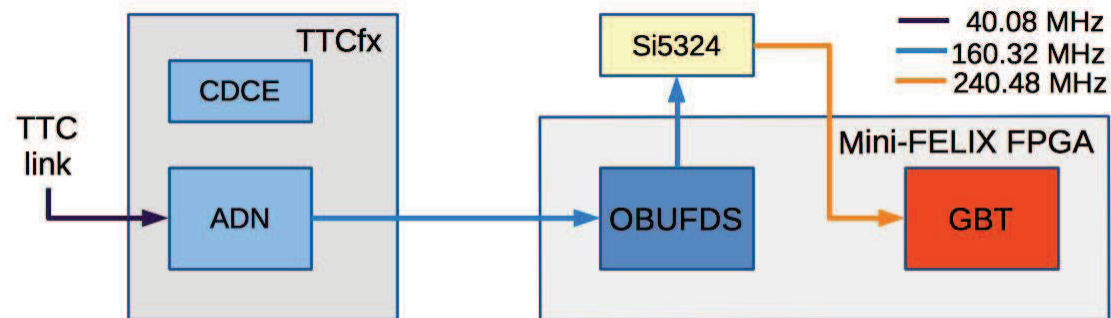 TTCfx
CDCE
TTC
link
ADN
Si5324
40.08 MHz
160.32 MHz
240.48 MHz
Mini-FELIX FPGA
OBUFDS
GBT